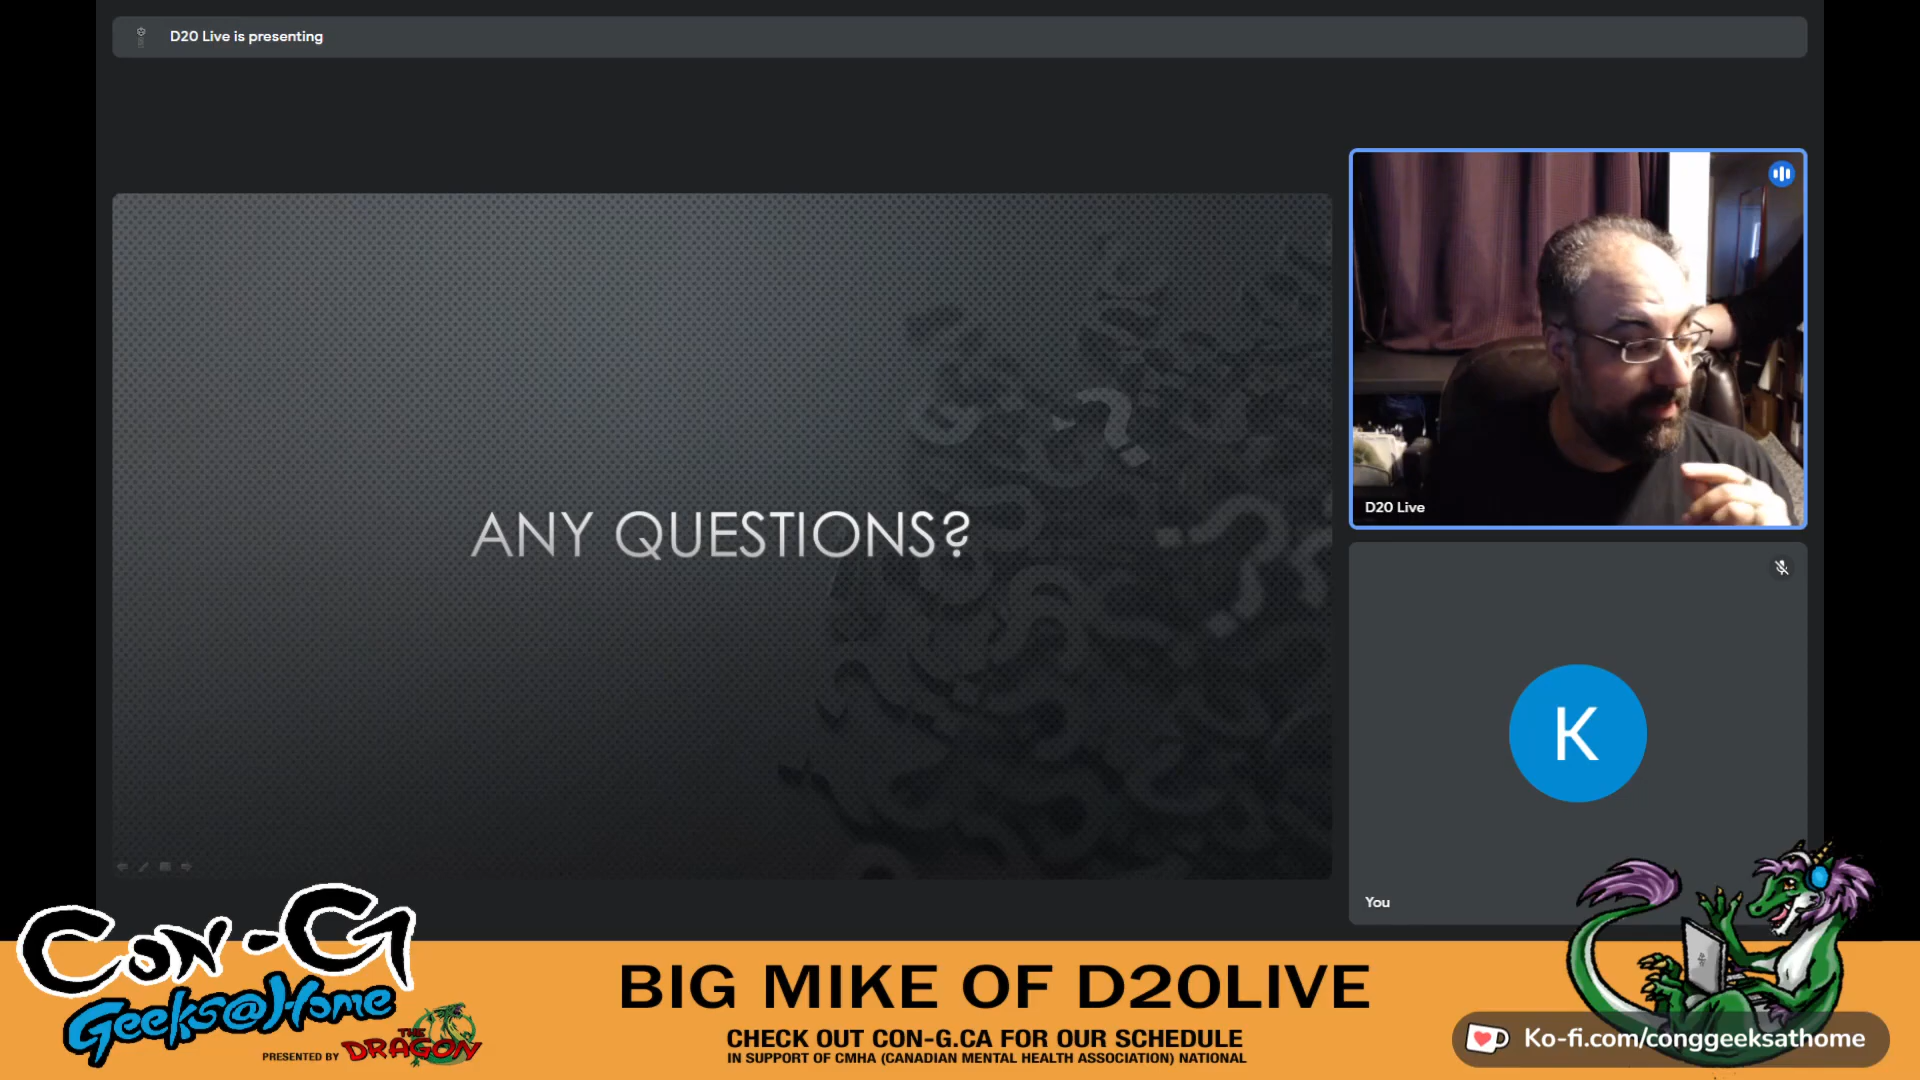 D20 Live is presenting
ANY QUESTIONS?
D20 Live
K
You
CON-G
Geeks@Home
PRESENTED BY THE DRAGON
BIG MIKE OF D20LIVE
CHECK OUT CON-G.CA FOR OUR SCHEDULE
IN SUPPORT OF CMHA (CANADIAN MENTAL HEALTH ASSOCIATION) NATIONAL
Ko-fi.com/conggeeksathome